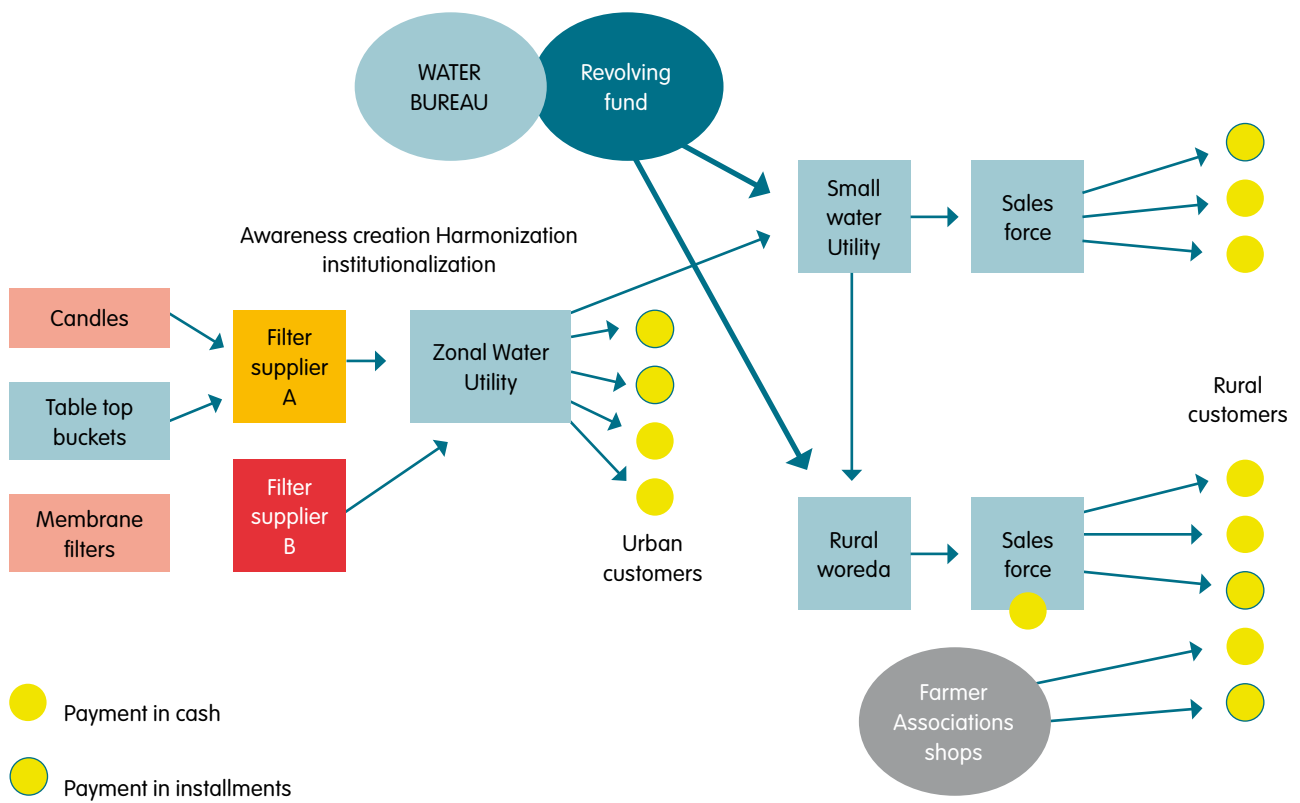 WATER
BUREAU
Revolving
fund
Awareness creation Harmonization
institutionalization
Candles
Table top
buckets
Membrane
filters
Filter
supplier
A
Filter
supplier
B
Zonal Water
Utility
Urban
customers
Small
water
Utility
Sales
force
Rural
customers
Rural
woreda
Sales
force
Farmer
Associations
shops
Payment in cash
Payment in installments